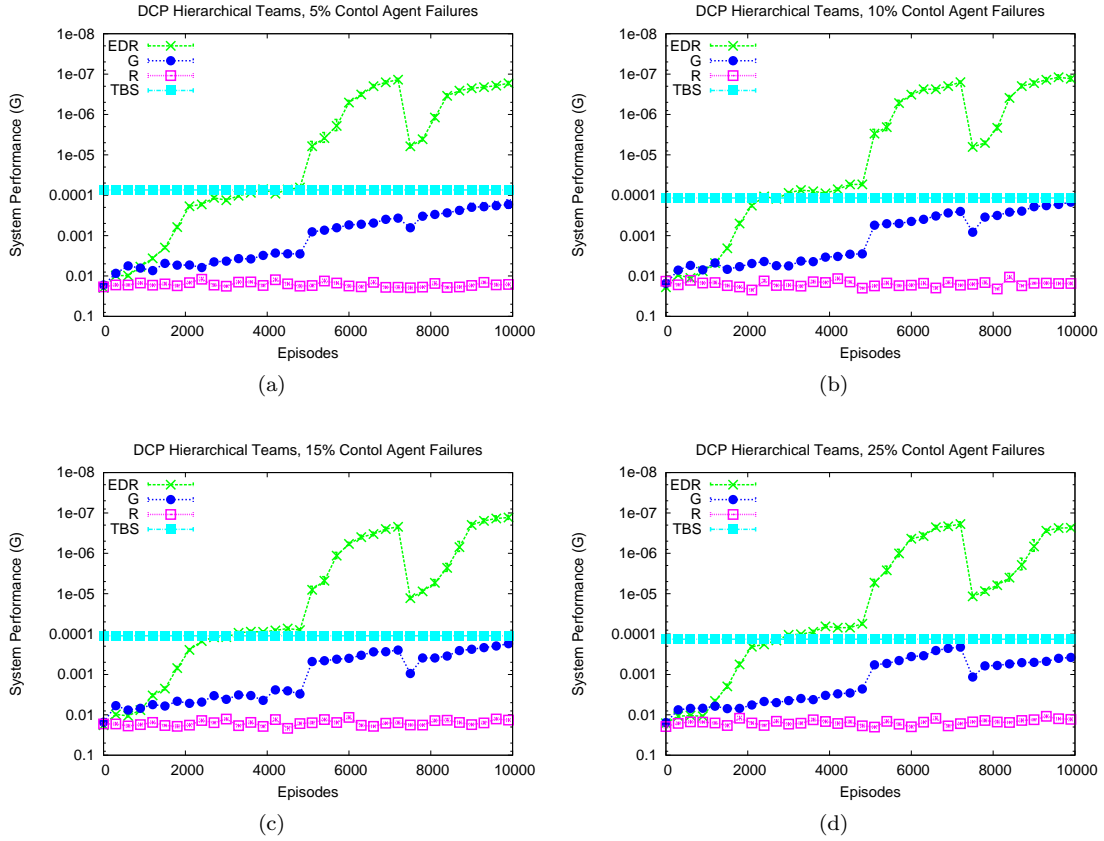 DCP Hierarchical Teams, 5% Contol Agent Failures
1e-08
1e-07
1e-06
1e-05
0.0001
0.001
0.01
0.1
System Performance (G)
EDR
G
R
TBS
0 2000 4000 6000 8000 10000
Episodes
(a)
DCP Hierarchical Teams, 10% Contol Agent Failures
1e-08
1e-07
1e-06
1e-05
0.0001
0.001
0.01
0.1
System Performance (G)
EDR
G
R
TBS
0 2000 4000 6000 8000 10000
Episodes
(b)
DCP Hierarchical Teams, 15% Contol Agent Failures
1e-08
1e-07
1e-06
1e-05
0.0001
0.001
0.01
0.1
System Performance (G)
EDR
G
R
TBS
0 2000 4000 6000 8000 10000
Episodes
(c)
DCP Hierarchical Teams, 25% Contol Agent Failures
1e-08
1e-07
1e-06
1e-05
0.0001
0.001
0.01
0.1
System Performance (G)
EDR
G
R
TBS
0 2000 4000 6000 8000 10000
Episodes
(d)